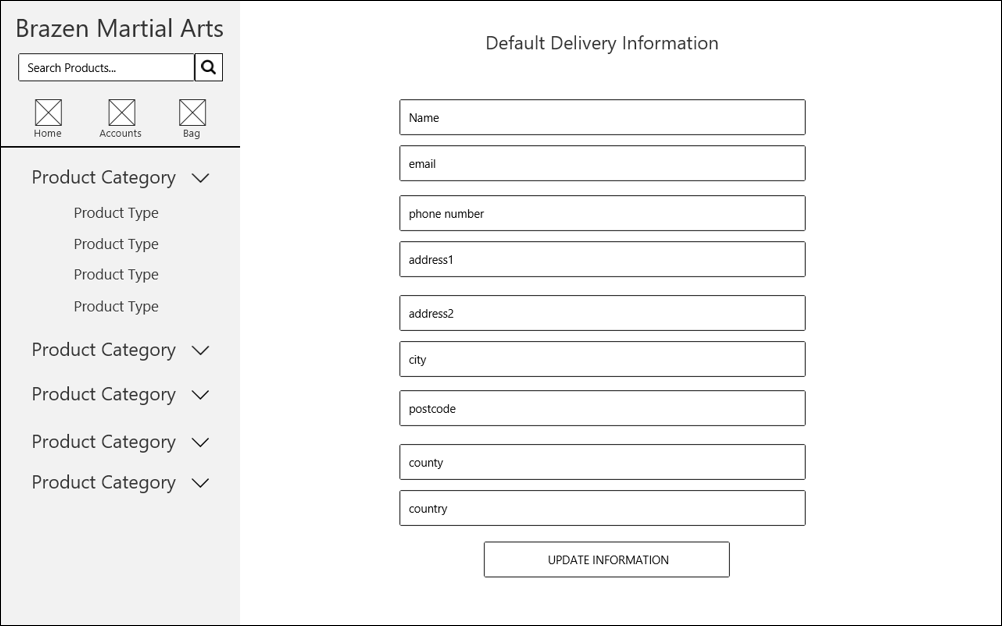 Brazen Martial Arts
Search Products...
Home Accounts Bag
Product Category
Product Type
Product Type
Product Type
Product Type
Product Category
Product Category
Product Category
Product Category
Default Delivery Information
Name
email
phone number
address1
address2
city
postcode
county
country
UPDATE INFORMATION